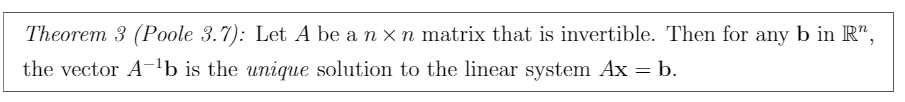 Theorem 3 (Poole 3.7): Let A be a n × n matrix that is invertible. Then for any b in ℝⁿ,
the vector A⁻¹b is the unique solution to the linear system Ax = b.